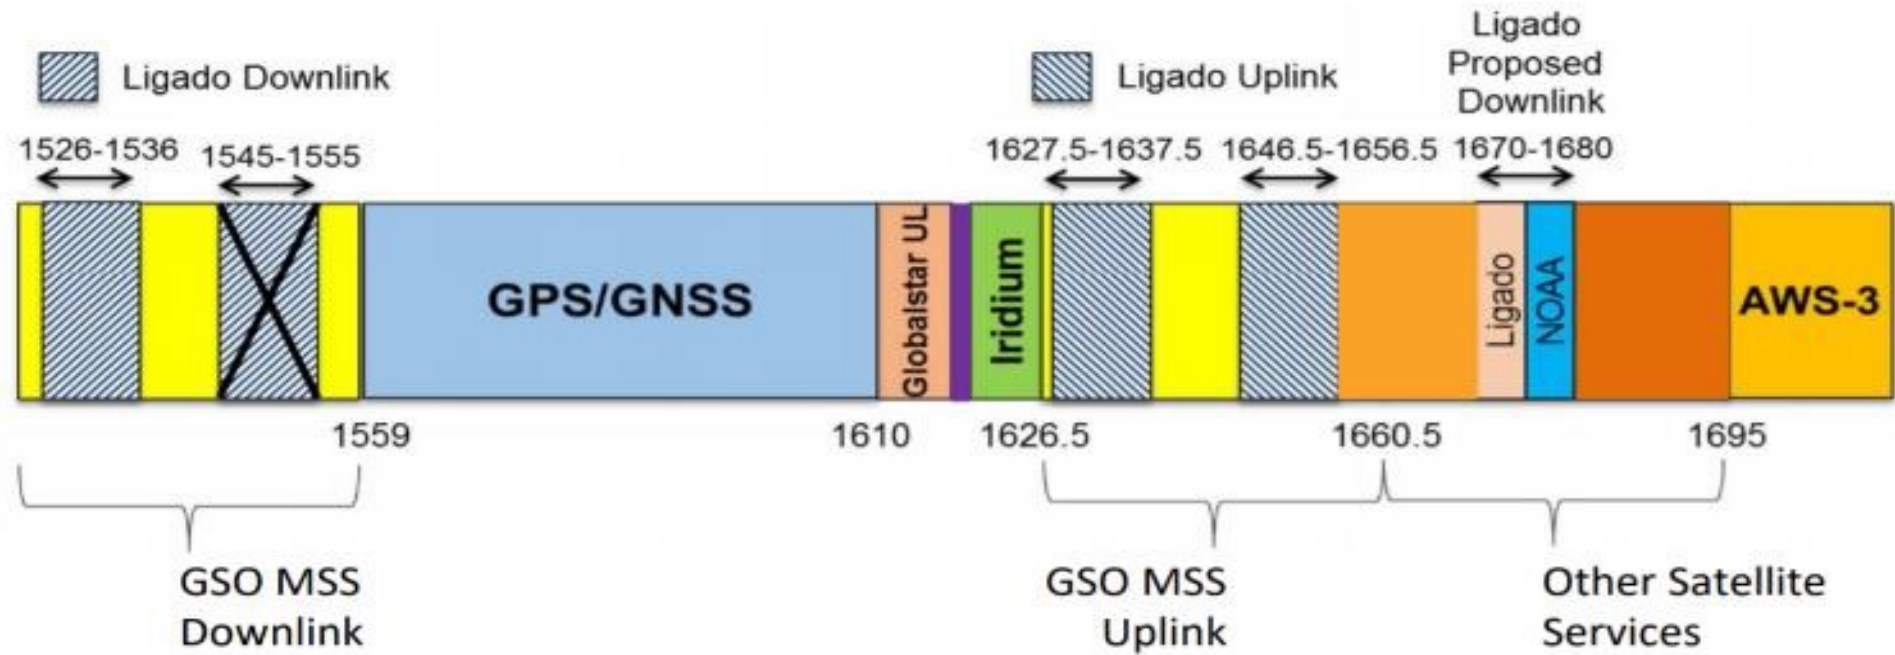 Ligado Downlink
Ligado Uplink
Ligado
Proposed
Downlink
1526-1536
1545-1555
1627.5-1637.5
1646.5-1656.5
1670-1680
GPS/GNSS
Globalstar UL
Iridium
Ligado
NOAA
AWS-3
1559
1610
1626.5
1660.5
1695
GSO MSS
Downlink
GSO MSS
Uplink
Other Satellite
Services